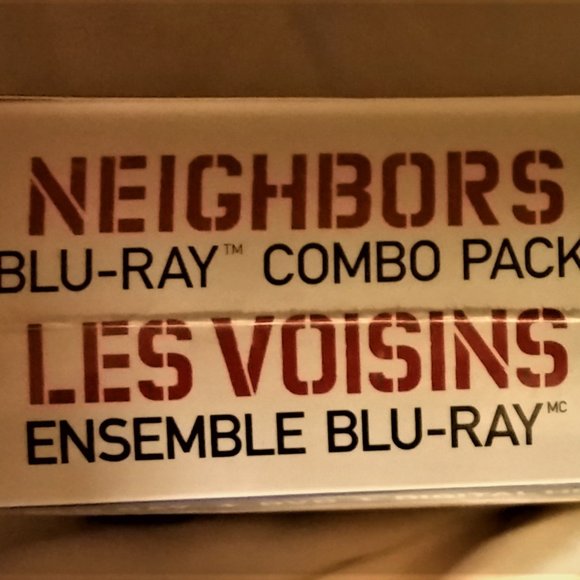 NEIGHBORS
BLU-RAY™ COMBO PACK
LES VOISINS
ENSEMBLE BLU-RAY MC